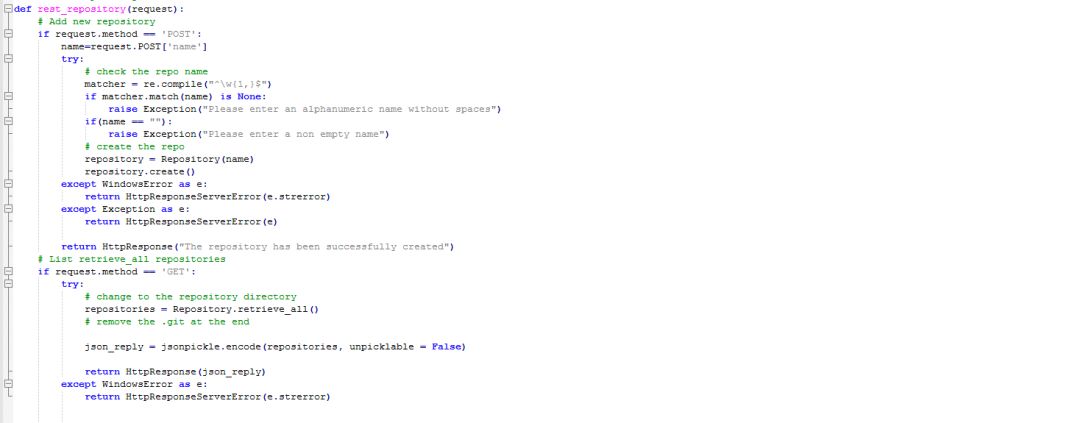 def rest_repository(request):
    # Add new repository
    if request.method == 'POST':
        name=request.POST['name']
        try:
            # check the repo name
            matcher = re.compile("^\w{1,}$")
            if matcher.match(name) is None:
                raise Exception("Please enter an alphanumeric name without spaces")
            if(name == ""):
                raise Exception("Please enter a non empty name")
            # create the repo
            repository = Repository(name)
            repository.create()
        except WindowsError as e:
            return HttpResponseServerError(e.strerror)
        except Exception as e:
            return HttpResponseServerError(e)

        return HttpResponse("The repository has been successfully created")
    # List retrieve_all repositories
    if request.method == 'GET':
        try:
            # change to the repository directory
            repositories = Repository.retrieve_all()
            # remove the .git at the end

            json_reply = jsonpickle.encode(repositories, unpicklable = False)

            return HttpResponse(json_reply)
        except WindowsError as e:
            return HttpResponseServerError(e.strerror)